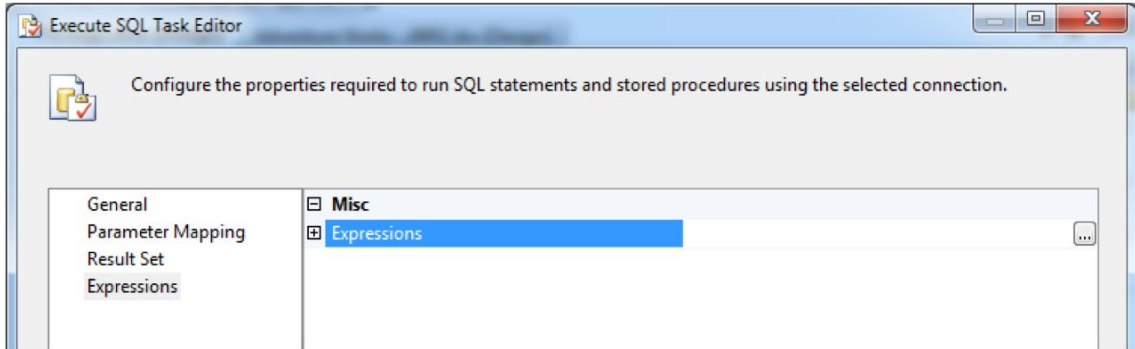 Execute SQL Task Editor
Configure the properties required to run SQL statements and stored procedures using the selected connection.
General
Parameter Mapping
Result Set
Expressions
Misc
Expressions
...